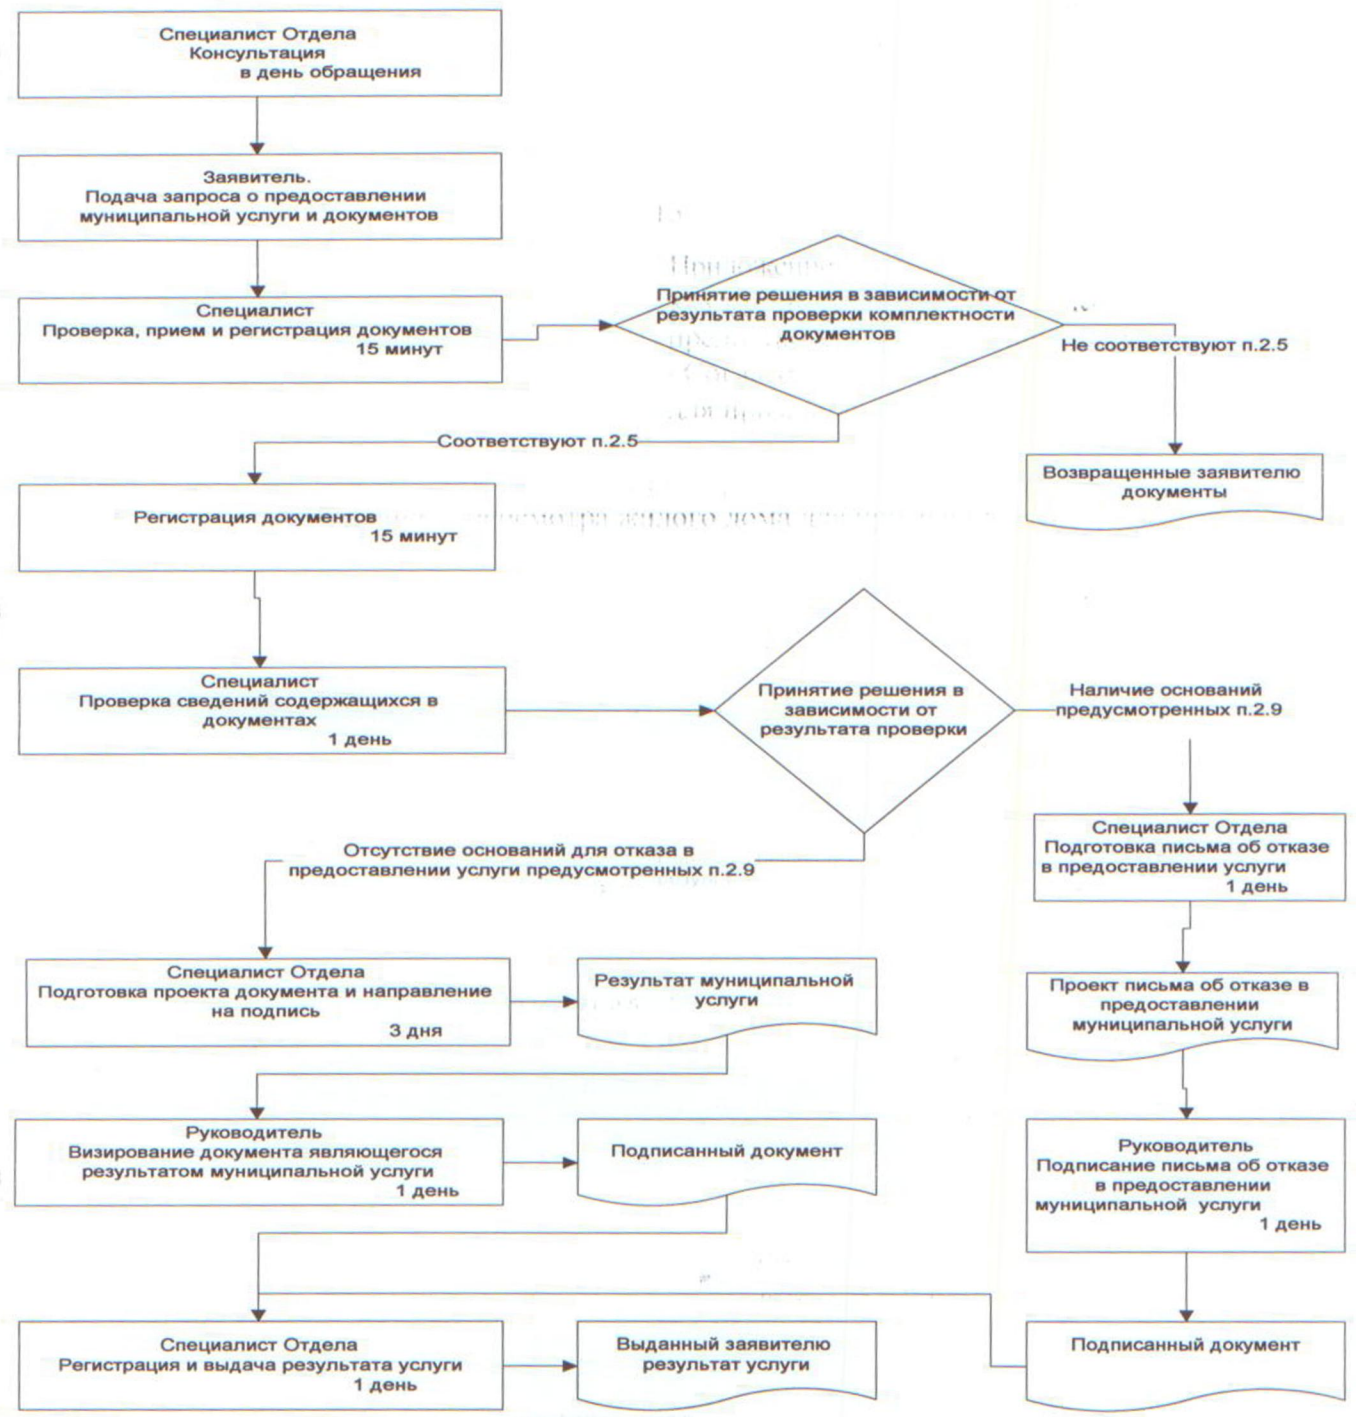 Специалист Отдела
Консультация
в день обращения
Заявитель.
Подача запроса о предоставлении
муниципальной услуги и документов
Специалист
Проверка, прием и регистрация документов
15 минут
Принятие решения в зависимости от
результата проверки комплектности
документов
Не соответствуют п.2.5
Соответствуют п.2.5
Возвращенные заявителю
документы
Регистрация документов
15 минут
Специалист
Проверка сведений содержащихся в
документах
1 день
Принятие решения в
зависимости от
результата проверки
Наличие оснований
предусмотренных п.2.9
Специалист Отдела
Подготовка письма об отказе
в предоставлении услуги
1 день
Отсутствие оснований для отказа в
предоставлении услуги предусмотренных п.2.9
Специалист Отдела
Подготовка проекта документа и направление
на подпись
3 дня
Результат муниципальной
услуги
Проект письма об отказе в
предоставлении
муниципальной услуги
Руководитель
Визирование документа являющегося
результатом муниципальной услуги
1 день
Подписанный документ
Руководитель
Подписание письма об отказе
в предоставлении
муниципальной услуги
1 день
Специалист Отдела
Регистрация и выдача результата услуги
1 день
Выданный заявителю
результат услуги
Подписанный документ